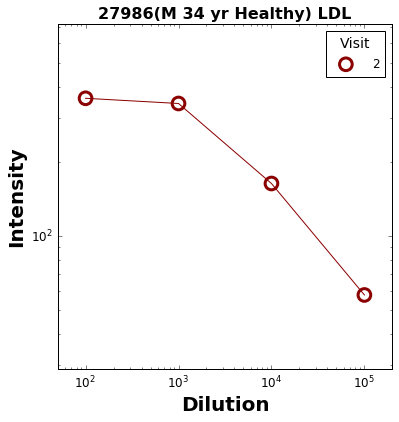 27986(M 34 yr Healthy) LDL
Visit
2
Intensity
10²
10² 10³ 10⁴ 10⁵
Dilution